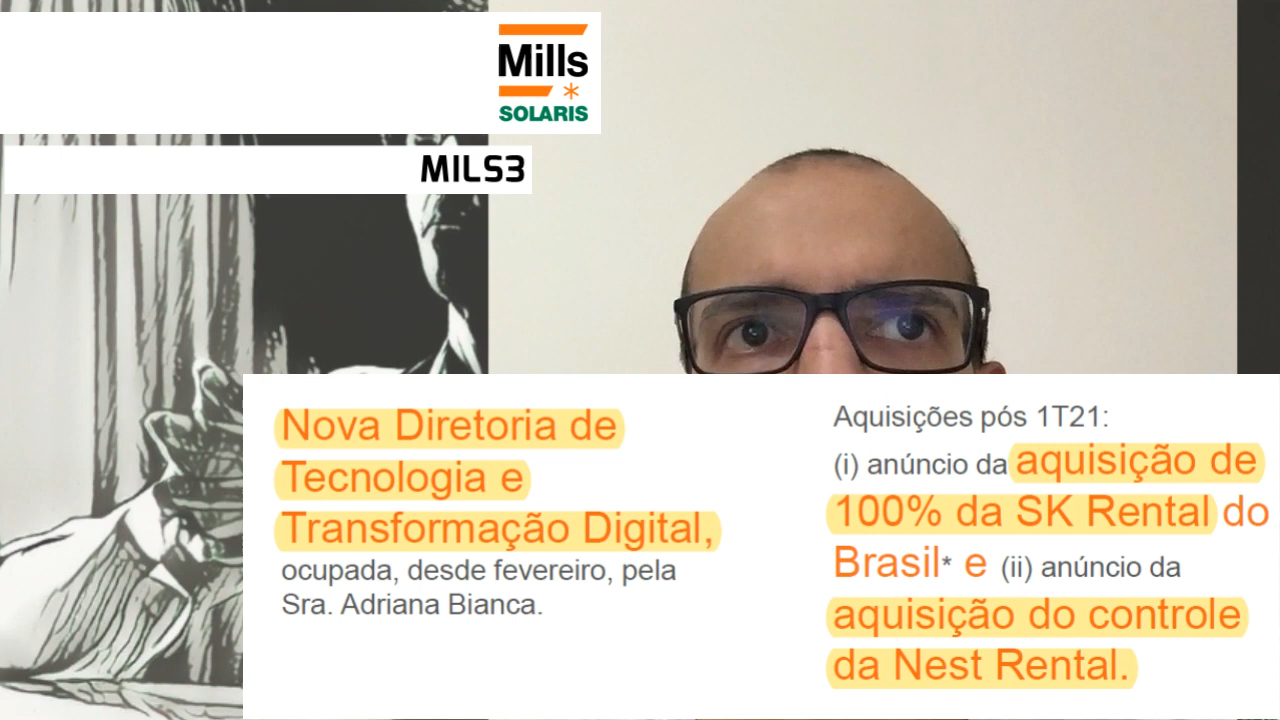 Mills
SOLARIS
MILS3
Nova Diretoria de
Tecnologia e
Transformação Digital,
ocupada, desde fevereiro, pela
Sra. Adriana Bianca.
Aquisições pós 1T21:
(i) anúncio da aquisição de
100% da SK Rental do
Brasil* e (ii) anúncio da
aquisição do controle
da Nest Rental.